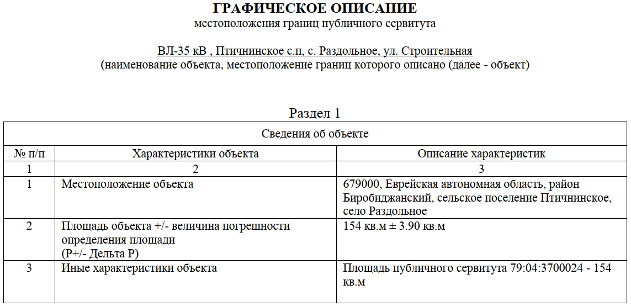 ГРАФИЧЕСКОЕ ОПИСАНИЕ
местоположения границ публичного сервитута
ВЛ-35 кВ , Птичнинское с.п, с. Раздольное, ул. Строительная
(наименование объекта, местоположение границ которого описано (далее - объект)
Раздел 1
Сведения об объекте
№ п/п Характеристики объекта Описание характеристик
1 2 3
1 Местоположение объекта 679000, Еврейская автономная область, район
Биробиджанский, сельское поселение Птичнинское,
село Раздольное
2 Площадь объекта +/- величина погрешности 154 кв.м ± 3.90 кв.м
определения площади
(P+/- Дельта P)
3 Иные характеристики объекта Площадь публичного сервитута 79:04:3700024 - 154
кв.м